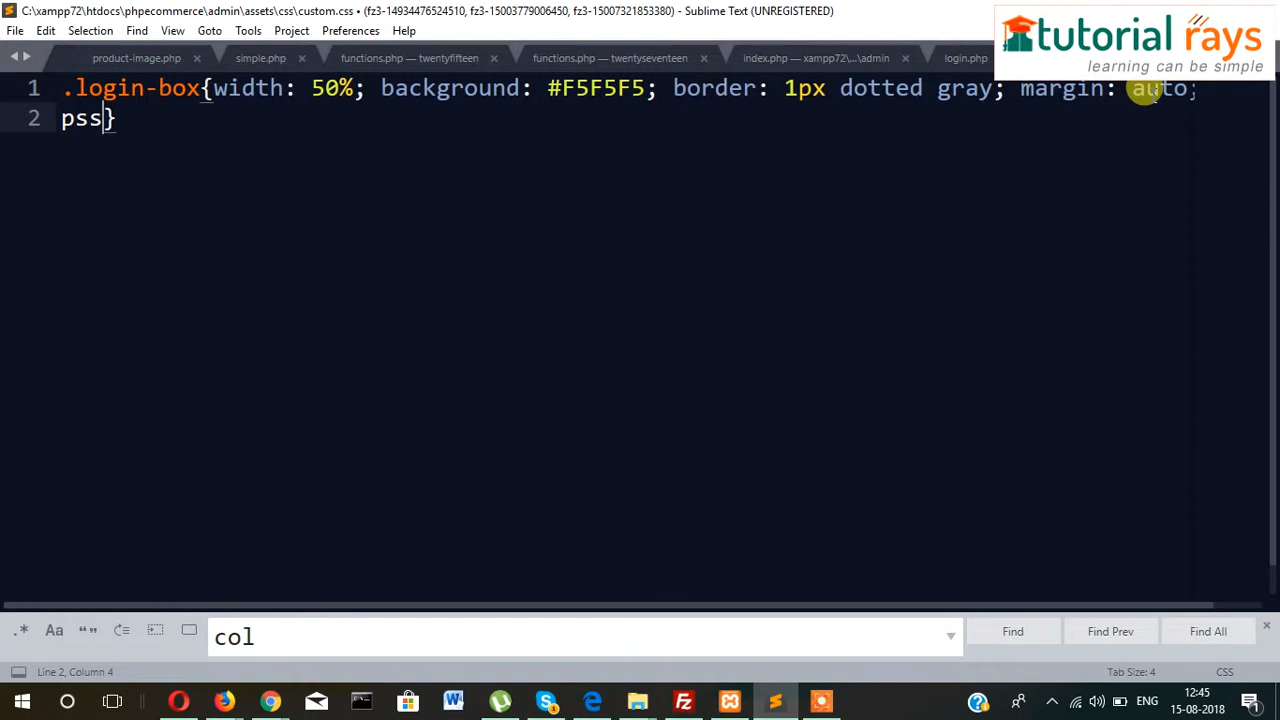 C:\xampp72\htdocs\phpecommerce\admin\assets\css\custom.css • (fz3-14934476524510, fz3-15003779006450, fz3-15007321853380) - Sublime Text (UNREGISTERED)
File Edit Selection Find View Goto Tools Project Preferences Help
tutorial rays
learning can be simple
product-image.php × simple.php × functions.php — twentyfifteen × functions.php — twentyseventeen × index.php — xampp72\...\admin × login.php
1 .login-box{width: 50%; background: #F5F5F5; border: 1px dotted gray; margin: auto;
2 pss}
.* Aa “” col Find Find Prev Find All ×
Line 2, Column 4 Tab Size: 4 CSS
ENG 12:45
15-08-2018
1